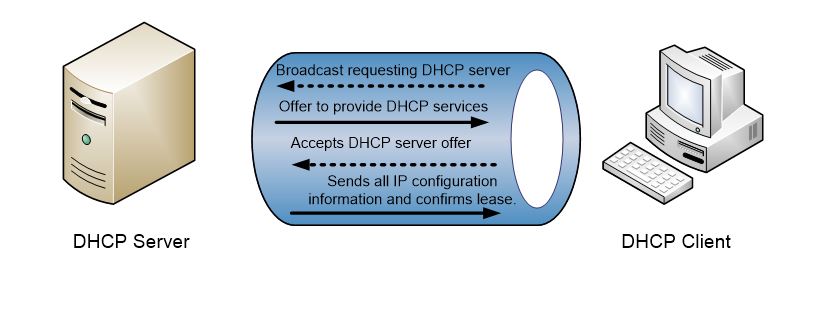 Broadcast requesting DHCP server
Offer to provide DHCP services
Accepts DHCP server offer
Sends all IP configuration
information and confirms lease.
DHCP Server
DHCP Client